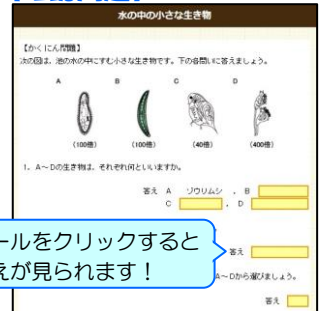 水の中の小さな生き物
【かくにん問題】
次の図は、池の水の中にすむ小さな生き物です。下の各問いに答えましょう。
A B C D
(100倍) (100倍) (40倍) (400倍)
1. A～Dの生き物は、それぞれ何といいますか。
答え A ゾウリムシ , B
C , D
ールをクリックすると
えが見られます！
答え
A～Dから選びましょう。
答え